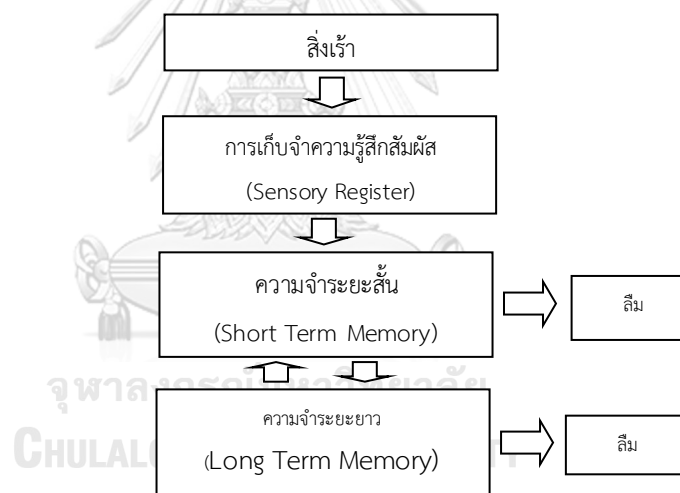 สิ่งเร้า
การเก็บจำความรู้สึกสัมผัส
(Sensory Register)
ความจำระยะสั้น
(Short Term Memory)
ลืม
ความจำระยะยาว
(Long Term Memory)
ลืม